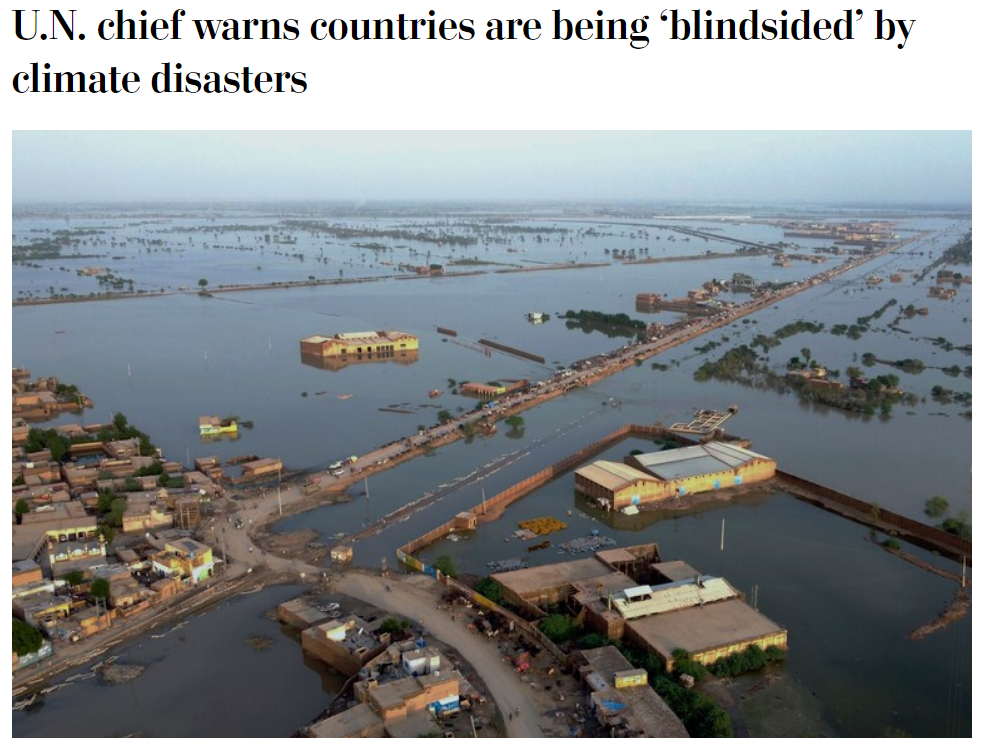 U.N. chief warns countries are being ‘blindsided’ by
climate disasters